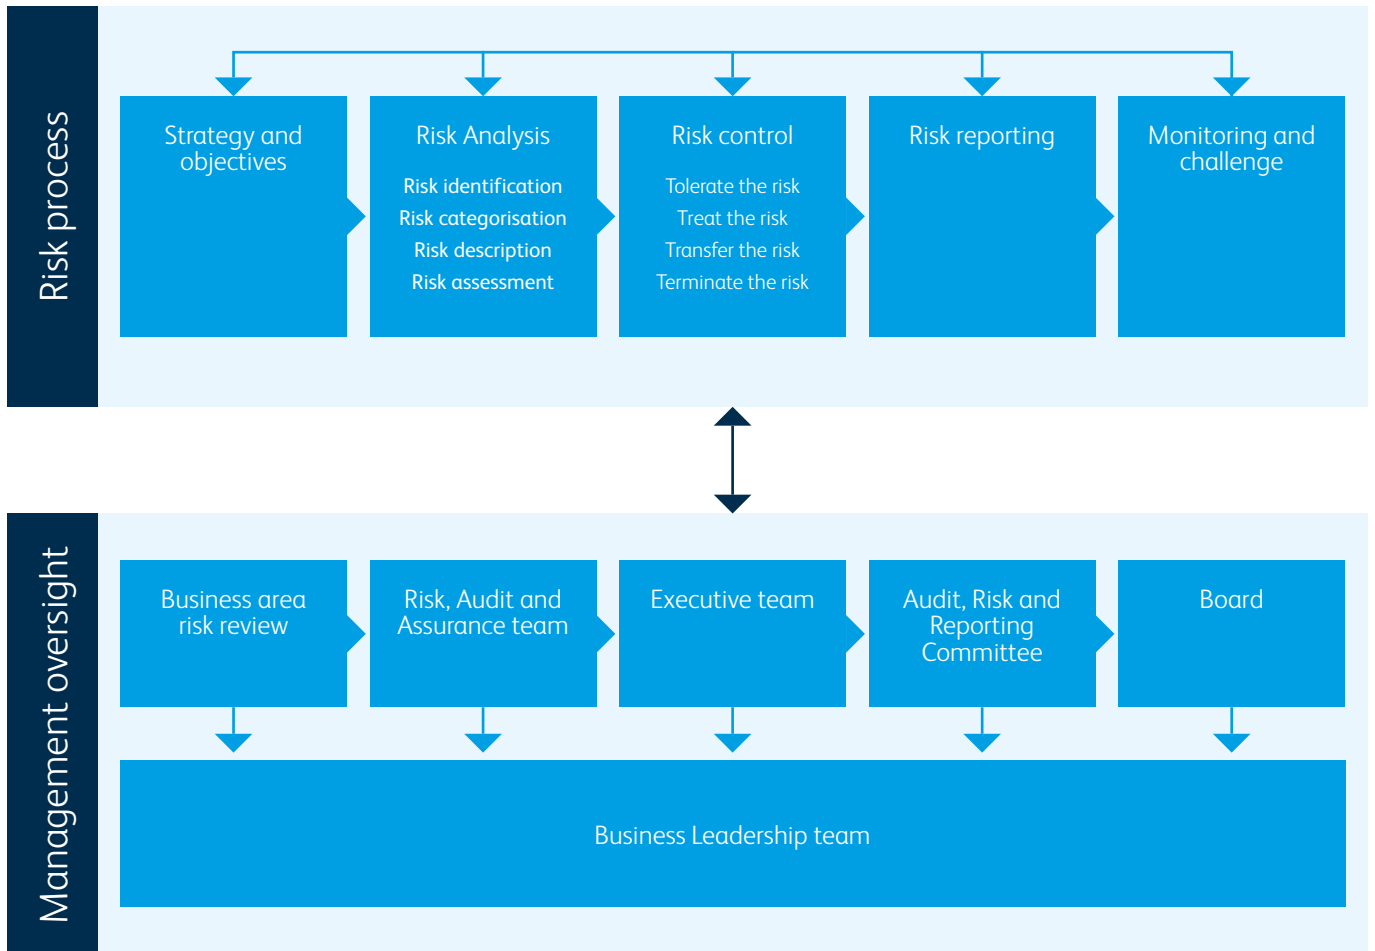 Risk process
Strategy and
objectives
Risk Analysis
Risk identification
Risk categorisation
Risk description
Risk assessment
Risk control
Tolerate the risk
Treat the risk
Transfer the risk
Terminate the risk
Risk reporting
Monitoring and
challenge
Management oversight
Business area
risk review
Risk, Audit and
Assurance team
Executive team
Audit, Risk and
Reporting
Committee
Board
Business Leadership team